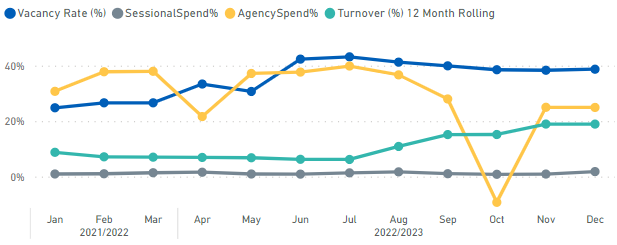 Vacancy Rate (%) SessionalSpend% AgencySpend% Turnover (%) 12 Month Rolling
40%
20%
0%
Jan Feb Mar Apr May Jun Jul Aug Sep Oct Nov Dec
2021/2022 2022/2023